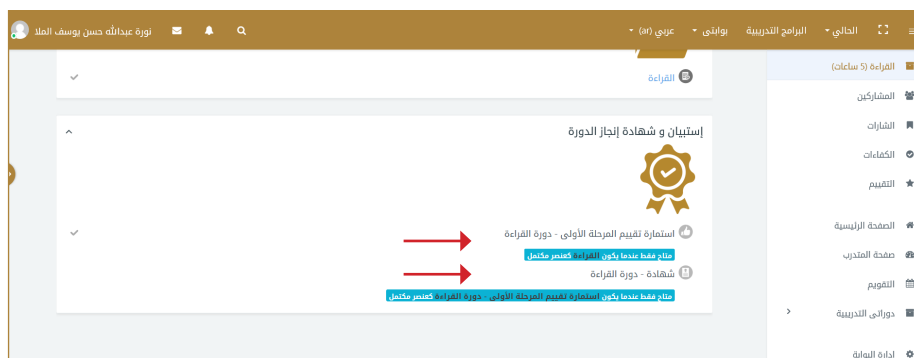 الحالي
البرامج التدريبية
بوابتي
عربي (ar)
نورة عبدالله حسن يوسف الملا
القراءة (5 ساعات)
المشاركين
الشارات
الكفاءات
التقييم
الصفحة الرئيسية
صفحة المتدرب
التقويم
دوراتي التدريبية
إدارة البوابة
القراءة
إستبيان و شهادة إنجاز الدورة
استمارة تقييم المرحلة الأولى - دورة القراءة
متاح فقط عندما يكون القراءة كعنصر مكتمل
شهادة - دورة القراءة
متاح فقط عندما يكون استمارة تقييم المرحلة الأولى - دورة القراءة كعنصر مكتمل